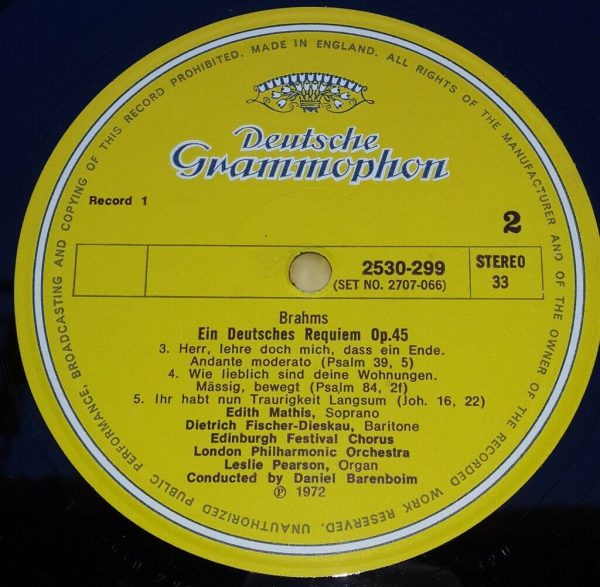 UNAUTHORIZED PUBLIC PERFORMANCE, BROADCASTING AND COPYING OF THIS RECORD PROHIBITED. MADE IN ENGLAND. ALL RIGHTS OF THE MANUFACTURER AND OF THE OWNER OF THE RECORDED WORK RESERVED.
Deutsche
Grammophon
Record 1
2
2530-299
(SET NO. 2707-066)
STEREO
33
Brahms
Ein Deutsches Requiem Op.45
3. Herr, lehre doch mich, dass ein Ende.
Andante moderato (Psalm 39, 5)
4. Wie lieblich sind deine Wohnungen.
Mässig, bewegt (Psalm 84, 2f)
5. Ihr habt nun Traurigkeit Langsum (Joh. 16, 22)
Edith Mathis, Soprano
Dietrich Fischer-Dieskau, Baritone
Edinburgh Festival Chorus
London Philharmonic Orchestra
Leslie Pearson, Organ
Conducted by Daniel Barenboim
℗ 1972